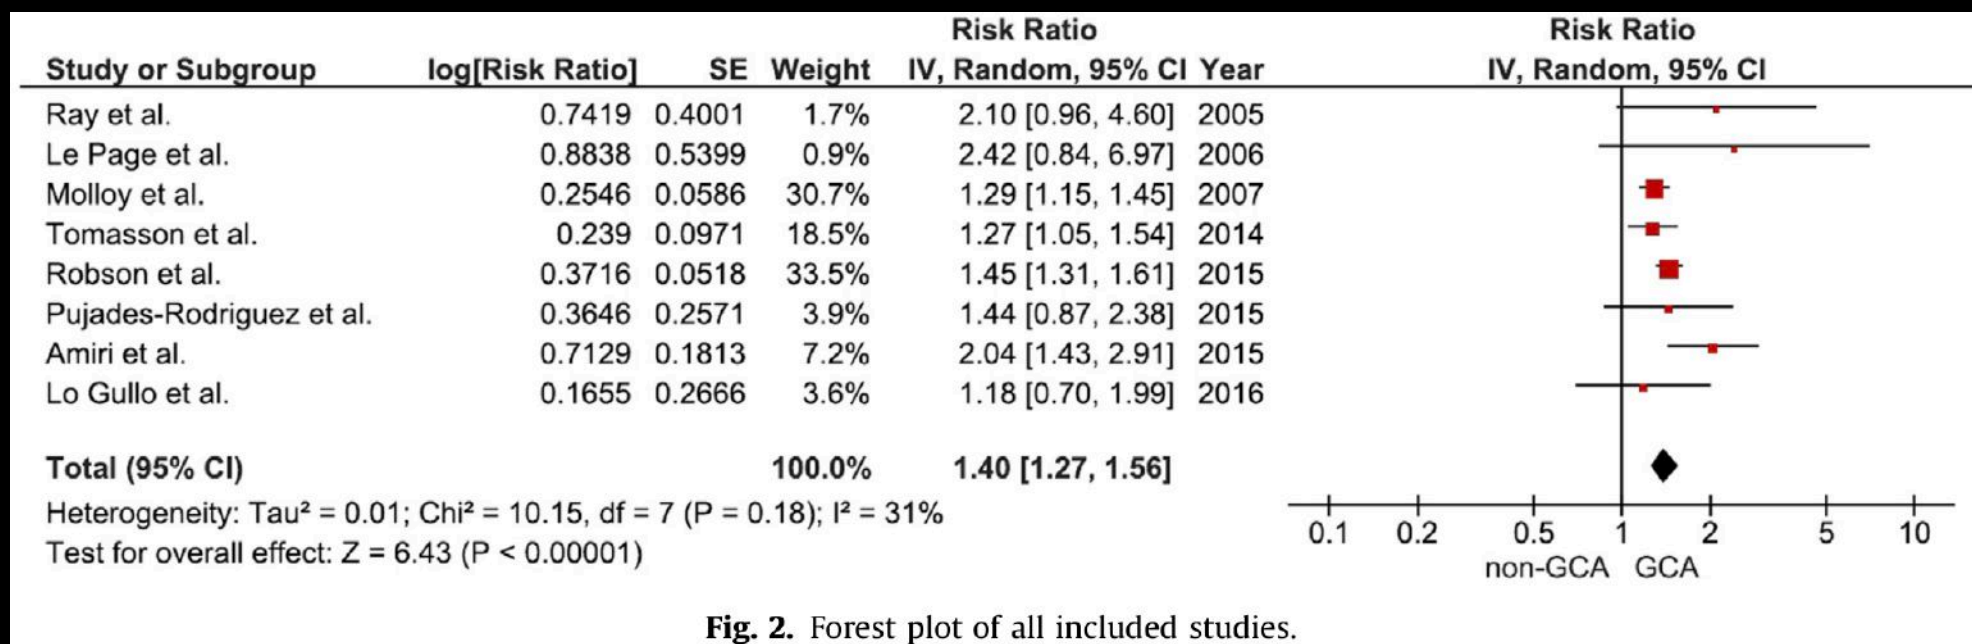 Risk Ratio Risk Ratio
Study or Subgroup log[Risk Ratio] SE Weight IV, Random, 95% CI Year IV, Random, 95% CI
Ray et al. 0.7419 0.4001 1.7% 2.10 [0.96, 4.60] 2005
Le Page et al. 0.8838 0.5399 0.9% 2.42 [0.84, 6.97] 2006
Molloy et al. 0.2546 0.0586 30.7% 1.29 [1.15, 1.45] 2007
Tomasson et al. 0.239 0.0971 18.5% 1.27 [1.05, 1.54] 2014
Robson et al. 0.3716 0.0518 33.5% 1.45 [1.31, 1.61] 2015
Pujades-Rodriguez et al. 0.3646 0.2571 3.9% 1.44 [0.87, 2.38] 2015
Amiri et al. 0.7129 0.1813 7.2% 2.04 [1.43, 2.91] 2015
Lo Gullo et al. 0.1655 0.2666 3.6% 1.18 [0.70, 1.99] 2016
Total (95% CI) 100.0% 1.40 [1.27, 1.56]
Heterogeneity: Tau² = 0.01; Chi² = 10.15, df = 7 (P = 0.18); I² = 31%
Test for overall effect: Z = 6.43 (P < 0.00001)
0.1 0.2 0.5 1 2 5 10
non-GCA GCA
Fig. 2. Forest plot of all included studies.